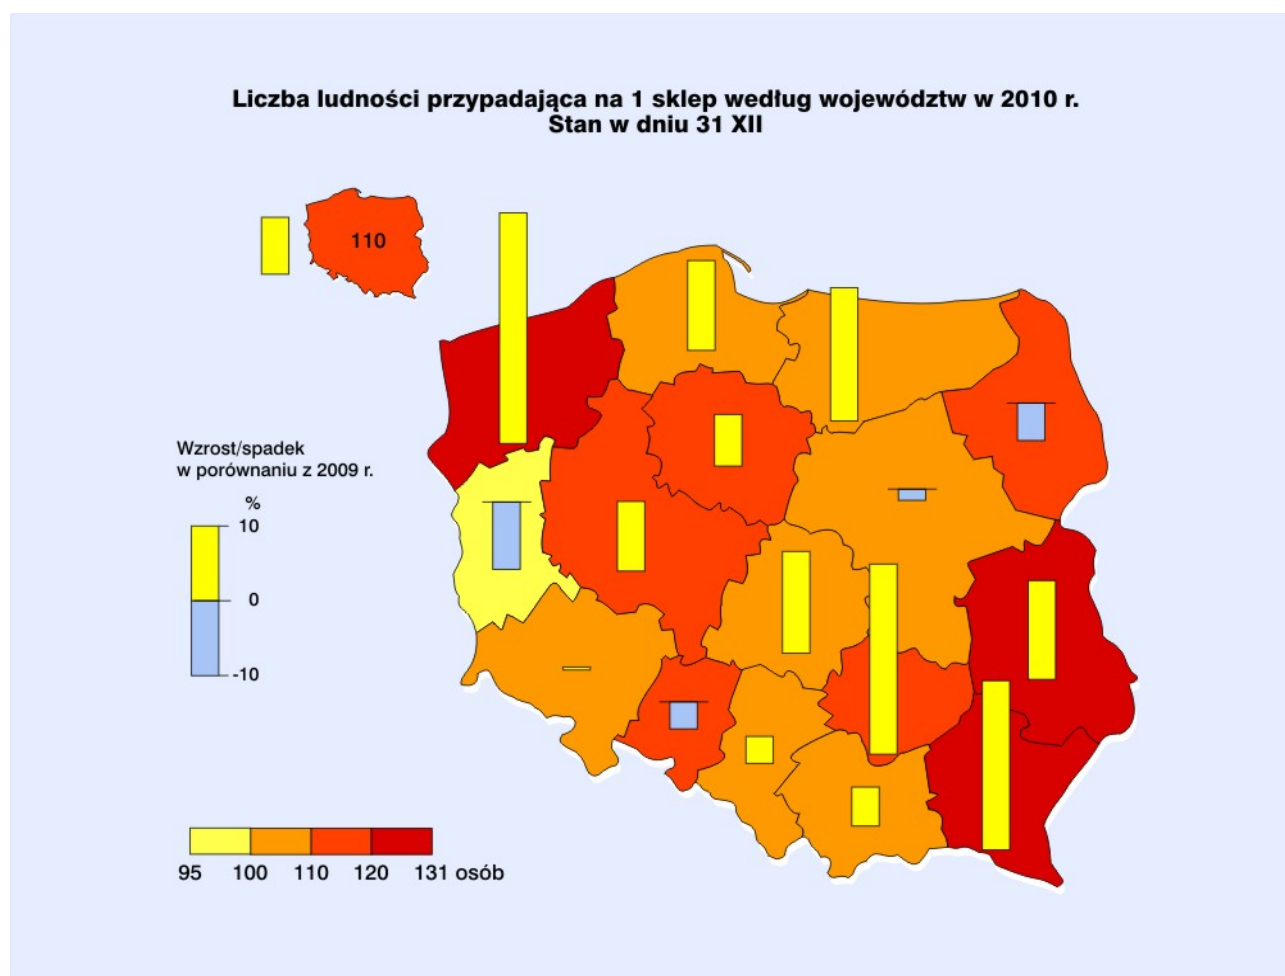 Liczba ludności przypadająca na 1 sklep według województw w 2010 r.
Stan w dniu 31 XII
110
Wzrost/spadek
w porównaniu z 2009 r.
%
10
0
-10
95 100 110 120 131 osób